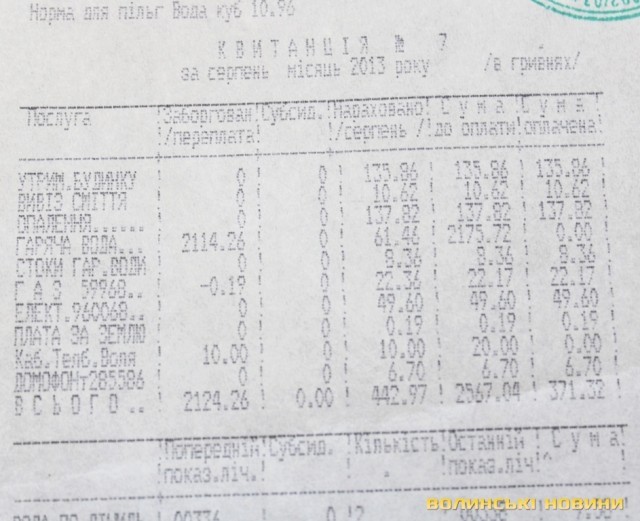 Норма для пільг Вода куб 10.96
КВИТАНЦІЯ № 7
за серпень місяць 2013 року /в гривнях/
Послуга !Заборгован!Субсид.!Нараховано!С у м а !С у м а !
/переплата! ! /серпень /!до оплати!оплачена!
УТРИМ.БУДИНКУ 0 ! 0 ! 135.86 ! 135.86 ! 135.86 !
ВИВІЗ СМІТТЯ 0 ! 0 ! 10.62 ! 10.62 ! 10.62 !
ОПАЛЕННЯ...... 0 ! 0 ! 137.82 ! 137.82 ! 137.82 !
ГАРЯЧА ВОДА... 2114.26 ! 0 ! 61.46 ! 2175.72 ! 0.00 !
СТОКИ ГАР.ВОДИ 0 ! 0 ! 8.36 ! 8.36 ! 8.36 !
Г А З 59968.. -0.19 ! 0 ! 22.36 ! 22.17 ! 22.17 !
ЕЛЕКТ.960068.. 0 ! 0 ! 49.60 ! 49.60 ! 49.60 !
ПЛАТА ЗА ЗЕМЛЮ 0 ! 0 ! 0.19 ! 0.19 ! 0.19 !
Каб.Телб.Воля 10.00 ! 0 ! 10.00 ! 20.00 ! 0.00 !
ДОМОФОНт285586 0 ! 0 ! 6.70 ! 6.70 ! 6.70 !
В С Ь О Г О .. 2124.26 ! 0.00 ! 442.97 ! 2567.04 ! 371.32 !
!Попередній!Субсид. !Кількість!Останній ! С у м а !
!показ.ліч.! ! . !показ.ліч! !
00336 ! 0 !2
ВОЛИНСЬКІ НОВИНИ